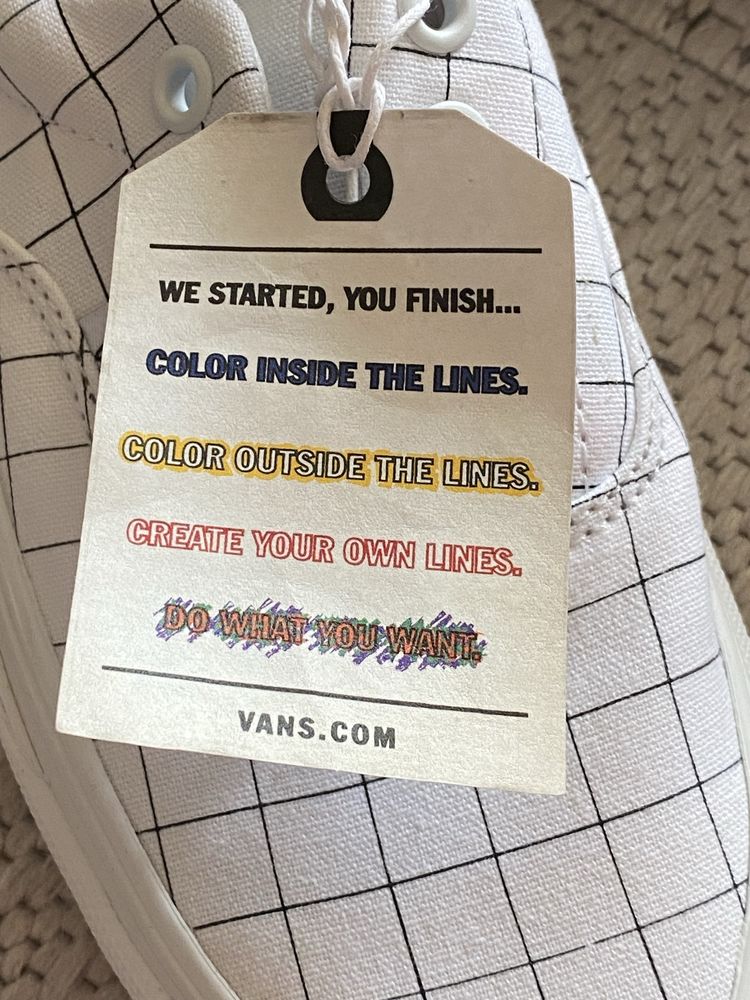 WE STARTED, YOU FINISH...
COLOR INSIDE THE LINES.
COLOR OUTSIDE THE LINES.
CREATE YOUR OWN LINES.
DO WHAT YOU WANT.
VANS.COM